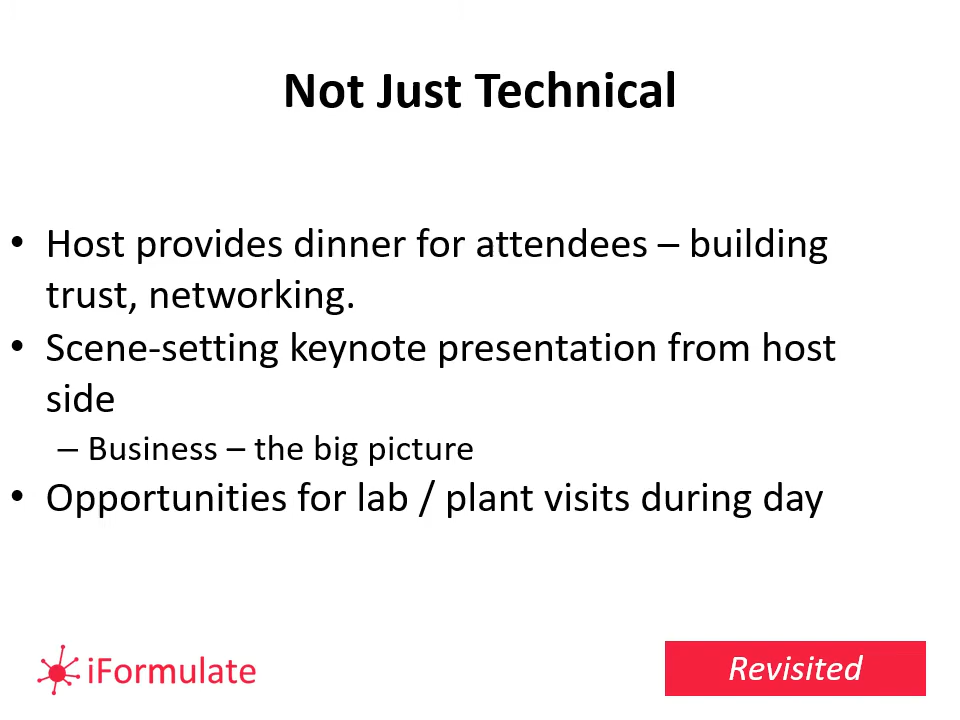 Not Just Technical
• Host provides dinner for attendees – building
trust, networking.
• Scene-setting keynote presentation from host
side
– Business – the big picture
• Opportunities for lab / plant visits during day
iFormulate
Revisited